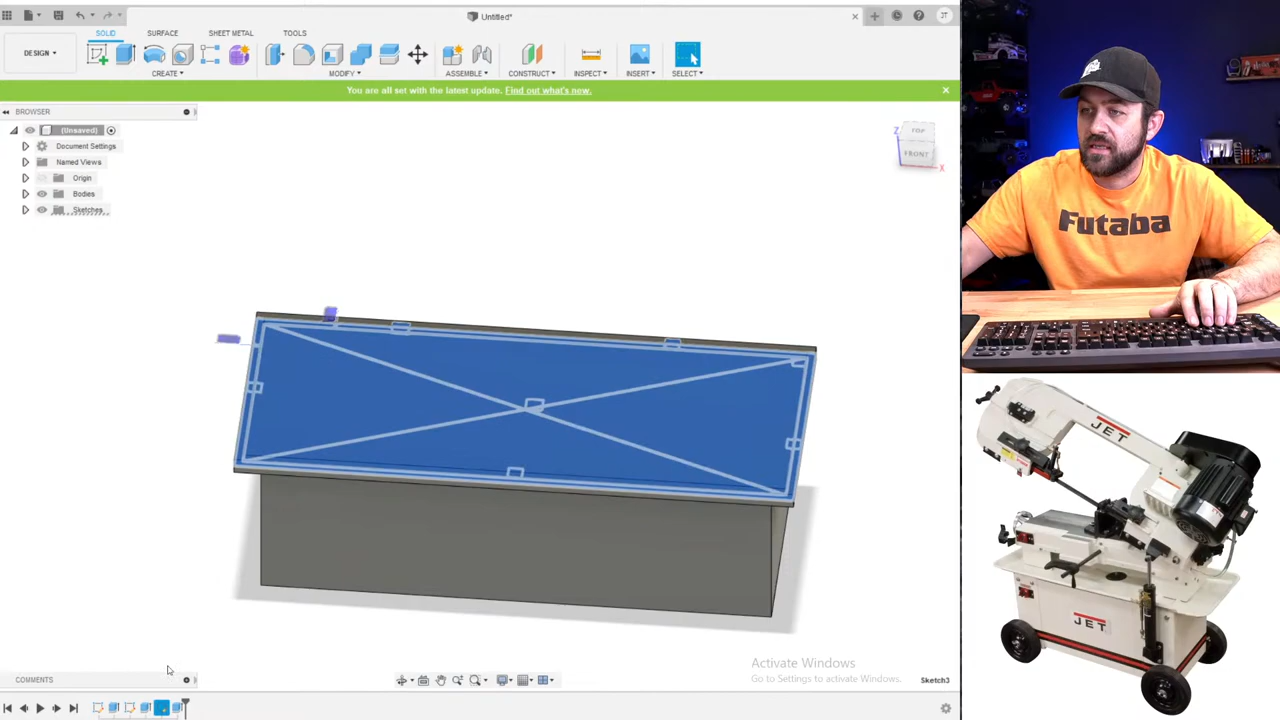 Untitled*
JT
DESIGN
SOLID
SURFACE
SHEET METAL
TOOLS
CREATE
MODIFY
ASSEMBLE
CONSTRUCT
INSPECT
INSERT
SELECT
You are all set with the latest update. Find out what's new.
BROWSER
(Unsaved)
Document Settings
Named Views
Origin
Bodies
Sketches
TOP
Z
FRONT
X
Futaba
JET
JET
Activate Windows
Go to Settings to activate Windows.
COMMENTS
Sketch3